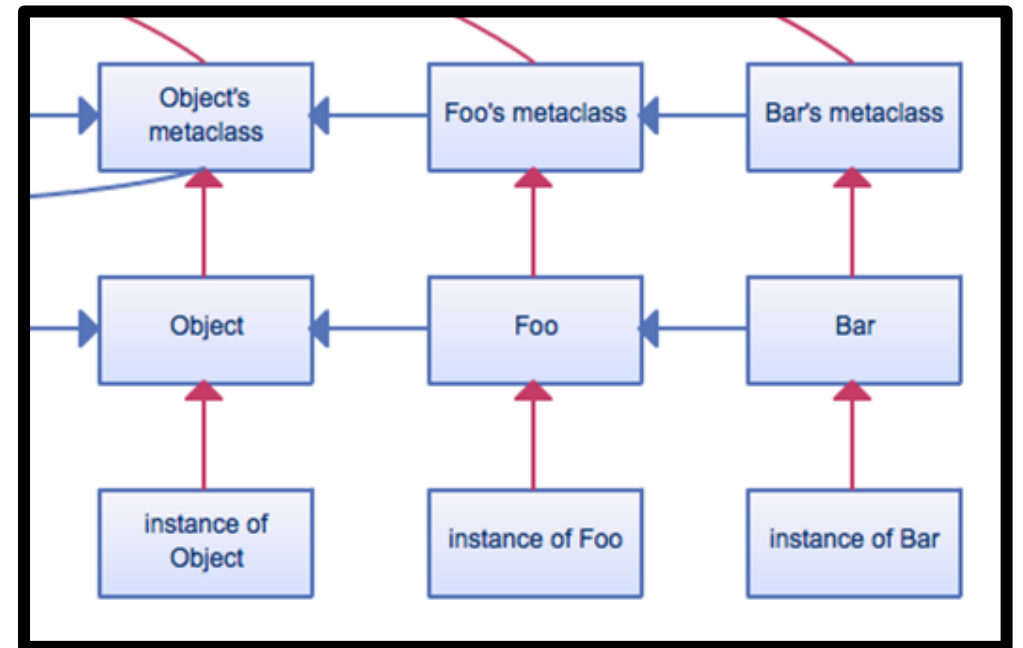 Object's
metaclass
Foo's metaclass
Bar's metaclass
Object
Foo
Bar
instance of
Object
instance of Foo
instance of Bar